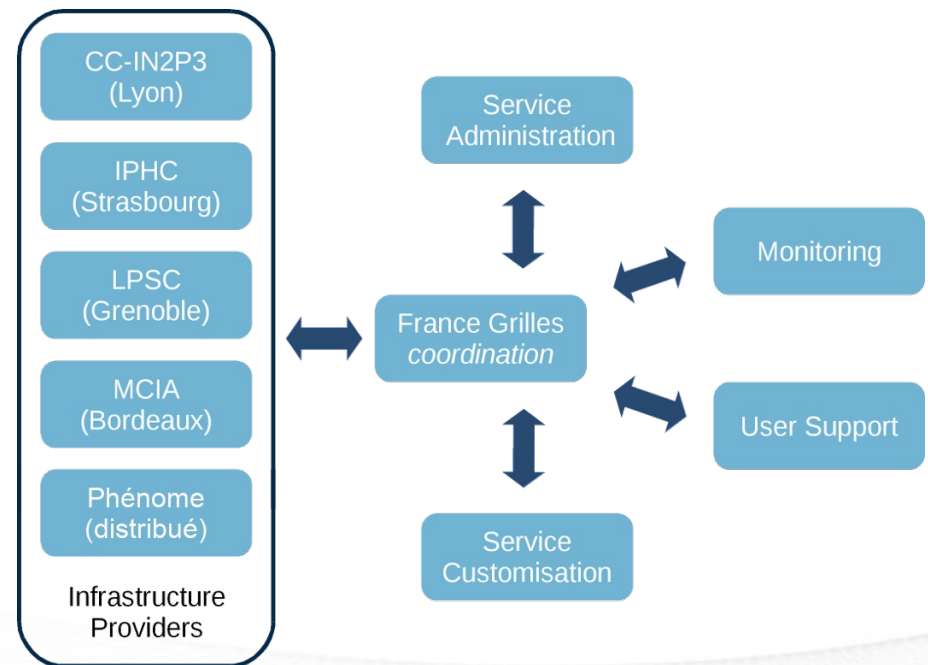 CC-IN2P3
(Lyon)
IPHC
(Strasbourg)
LPSC
(Grenoble)
MCIA
(Bordeaux)
Phénome
(distribué)
Infrastructure
Providers
Service
Administration
France Grilles
coordination
Service
Customisation
Monitoring
User Support